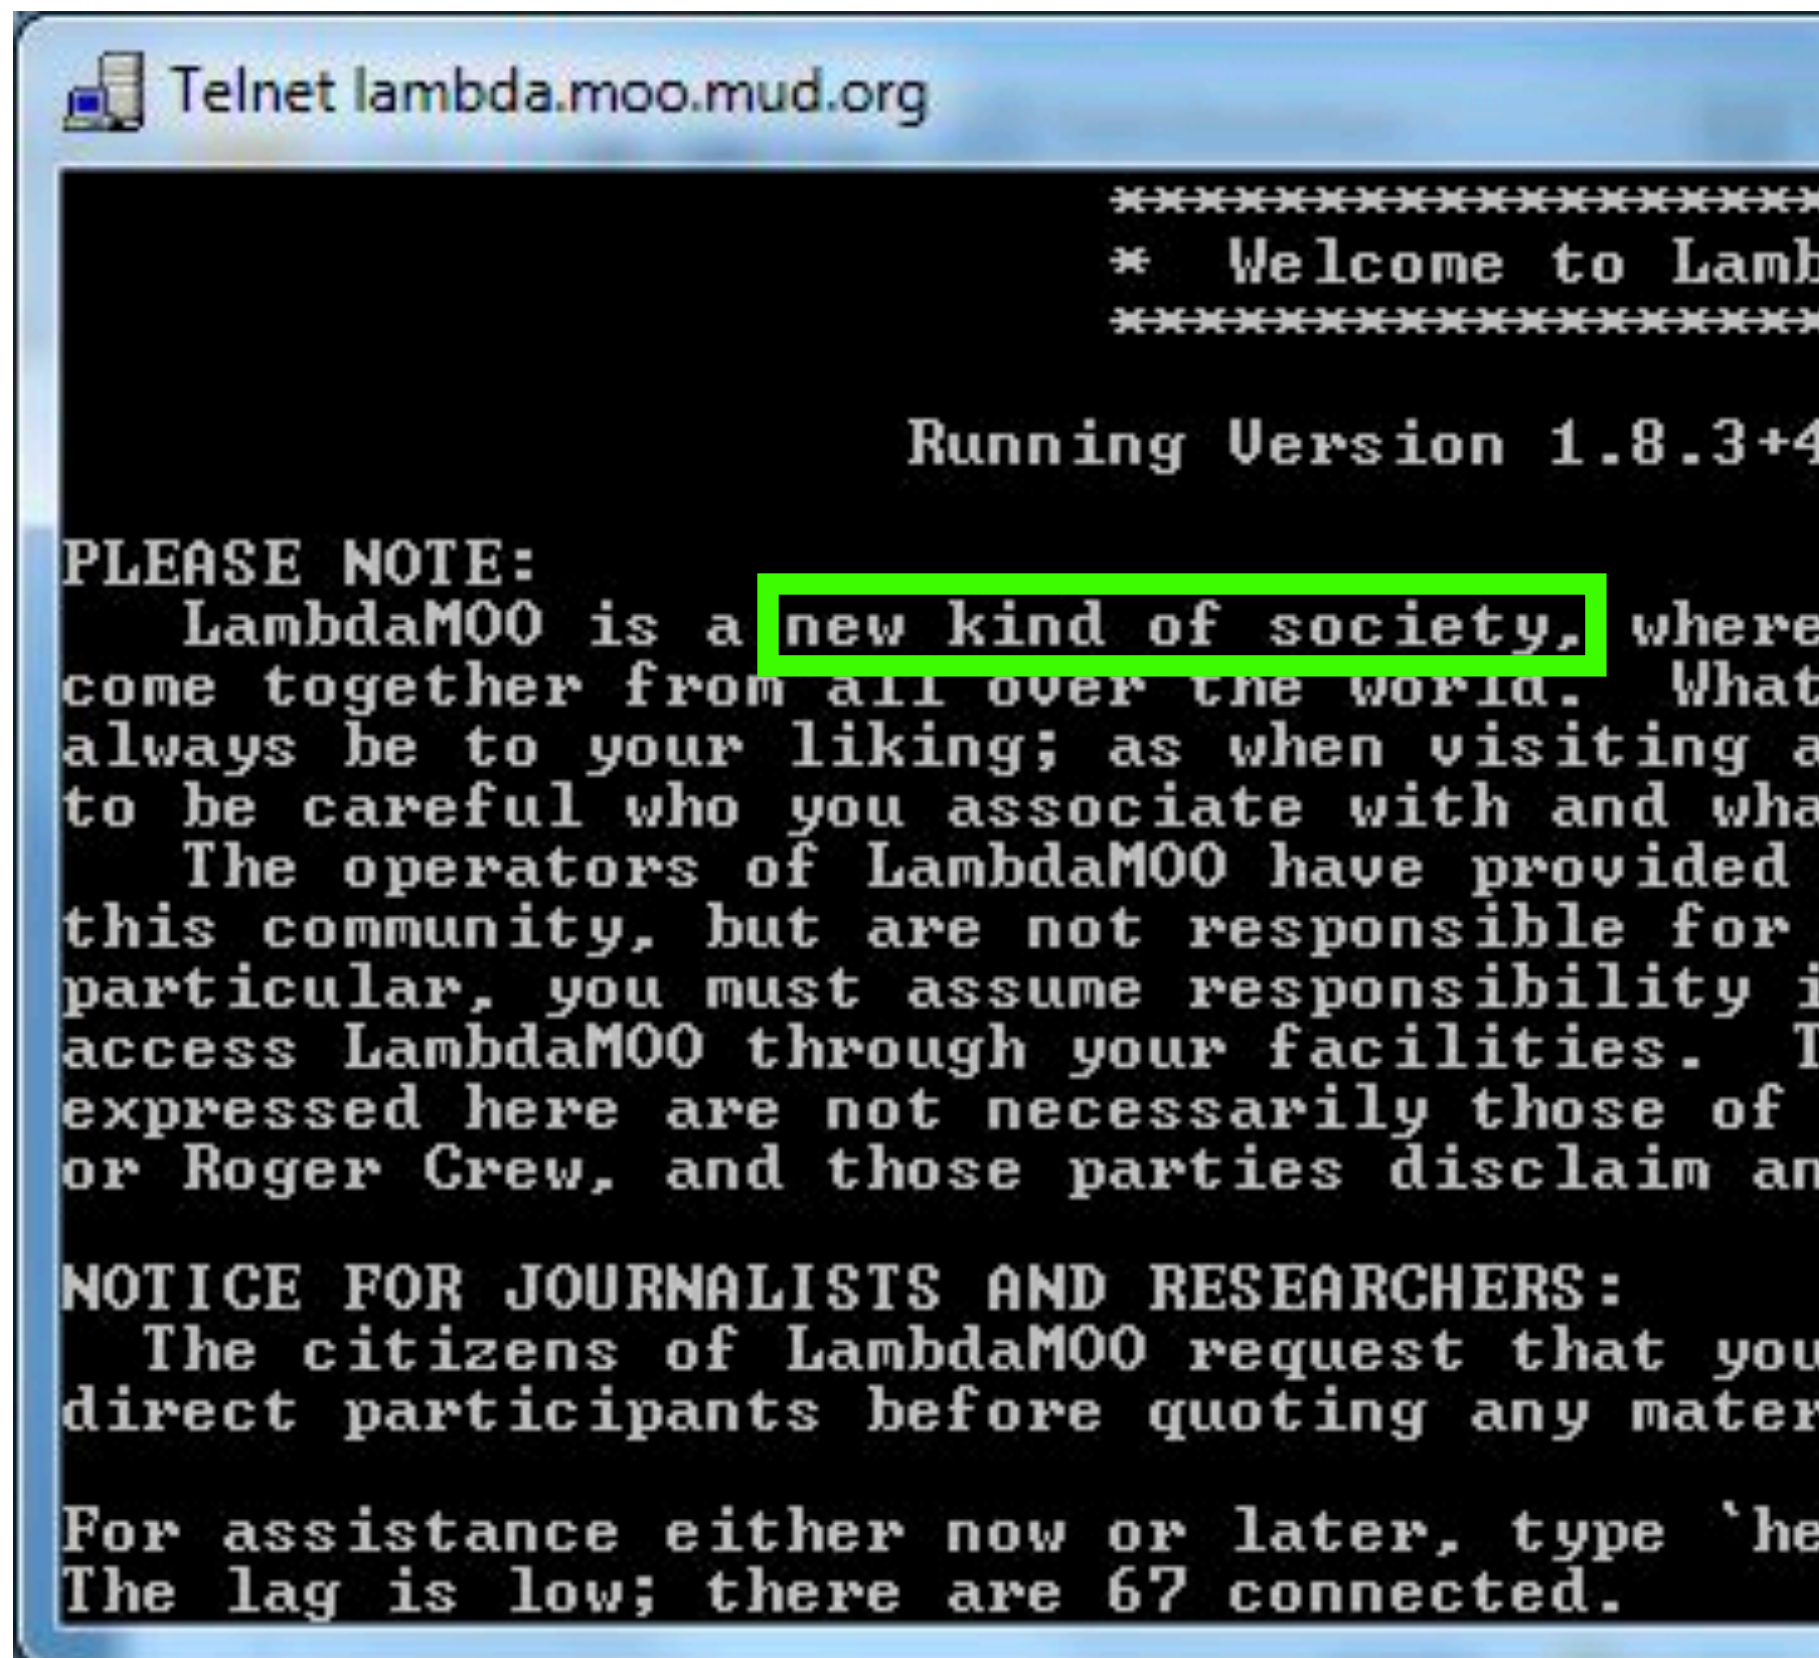 Telnet lambda.moo.mud.org
*******************
* Welcome to Lamb
*******************
Running Version 1.8.3+4
PLEASE NOTE:
LambdaMOO is a new kind of society, where
come together from all over the world. What
always be to your liking; as when visiting a
to be careful who you associate with and wha
The operators of LambdaMOO have provided
this community, but are not responsible for
particular, you must assume responsibility i
access LambdaMOO through your facilities. T
expressed here are not necessarily those of
or Roger Crew, and those parties disclaim an
NOTICE FOR JOURNALISTS AND RESEARCHERS:
The citizens of LambdaMOO request that you
direct participants before quoting any mater
For assistance either now or later, type `he
The lag is low; there are 67 connected.